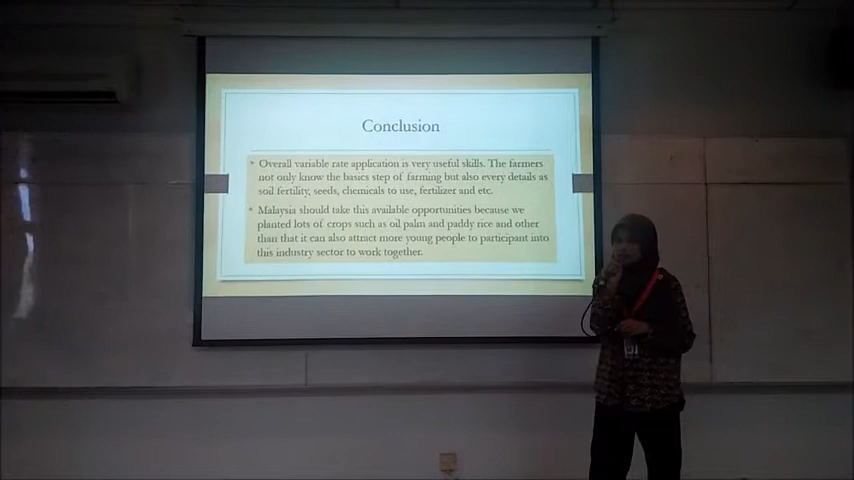 Conclusion
• Overall variable rate application is very useful skills. The farmers
not only know the basics step of farming but also every details as
soil fertility, seeds, chemicals to use, fertilizer and etc.
• Malaysia should take this available opportunities because we
planted lots of crops such as oil palm and paddy rice and other
than that it can also attract more young people to participant into
this industry sector to work together.